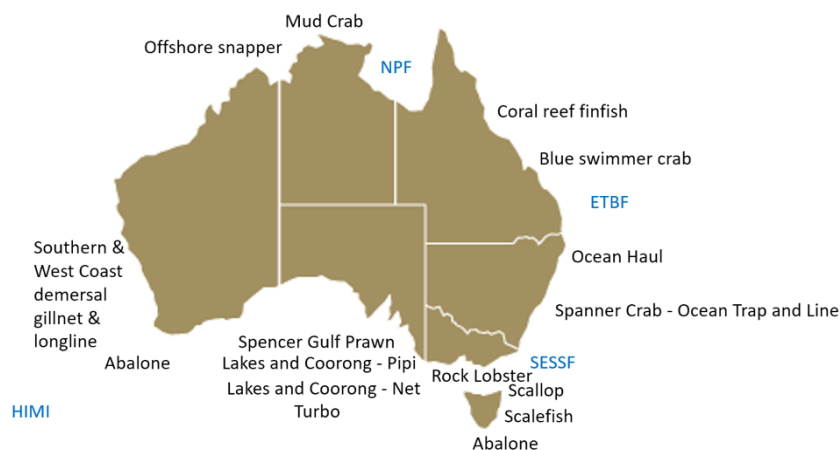 Mud Crab
Offshore snapper
NPF
Coral reef finfish
Blue swimmer crab
ETBF
Southern &
West Coast
demersal
gillnet &
longline
Ocean Haul
Spanner Crab - Ocean Trap and Line
Abalone
Spencer Gulf Prawn
Lakes and Coorong - Pipi
SESSF
Rock Lobster
Lakes and Coorong - Net
Scallop
HIMI
Turbo
Scalefish
Abalone